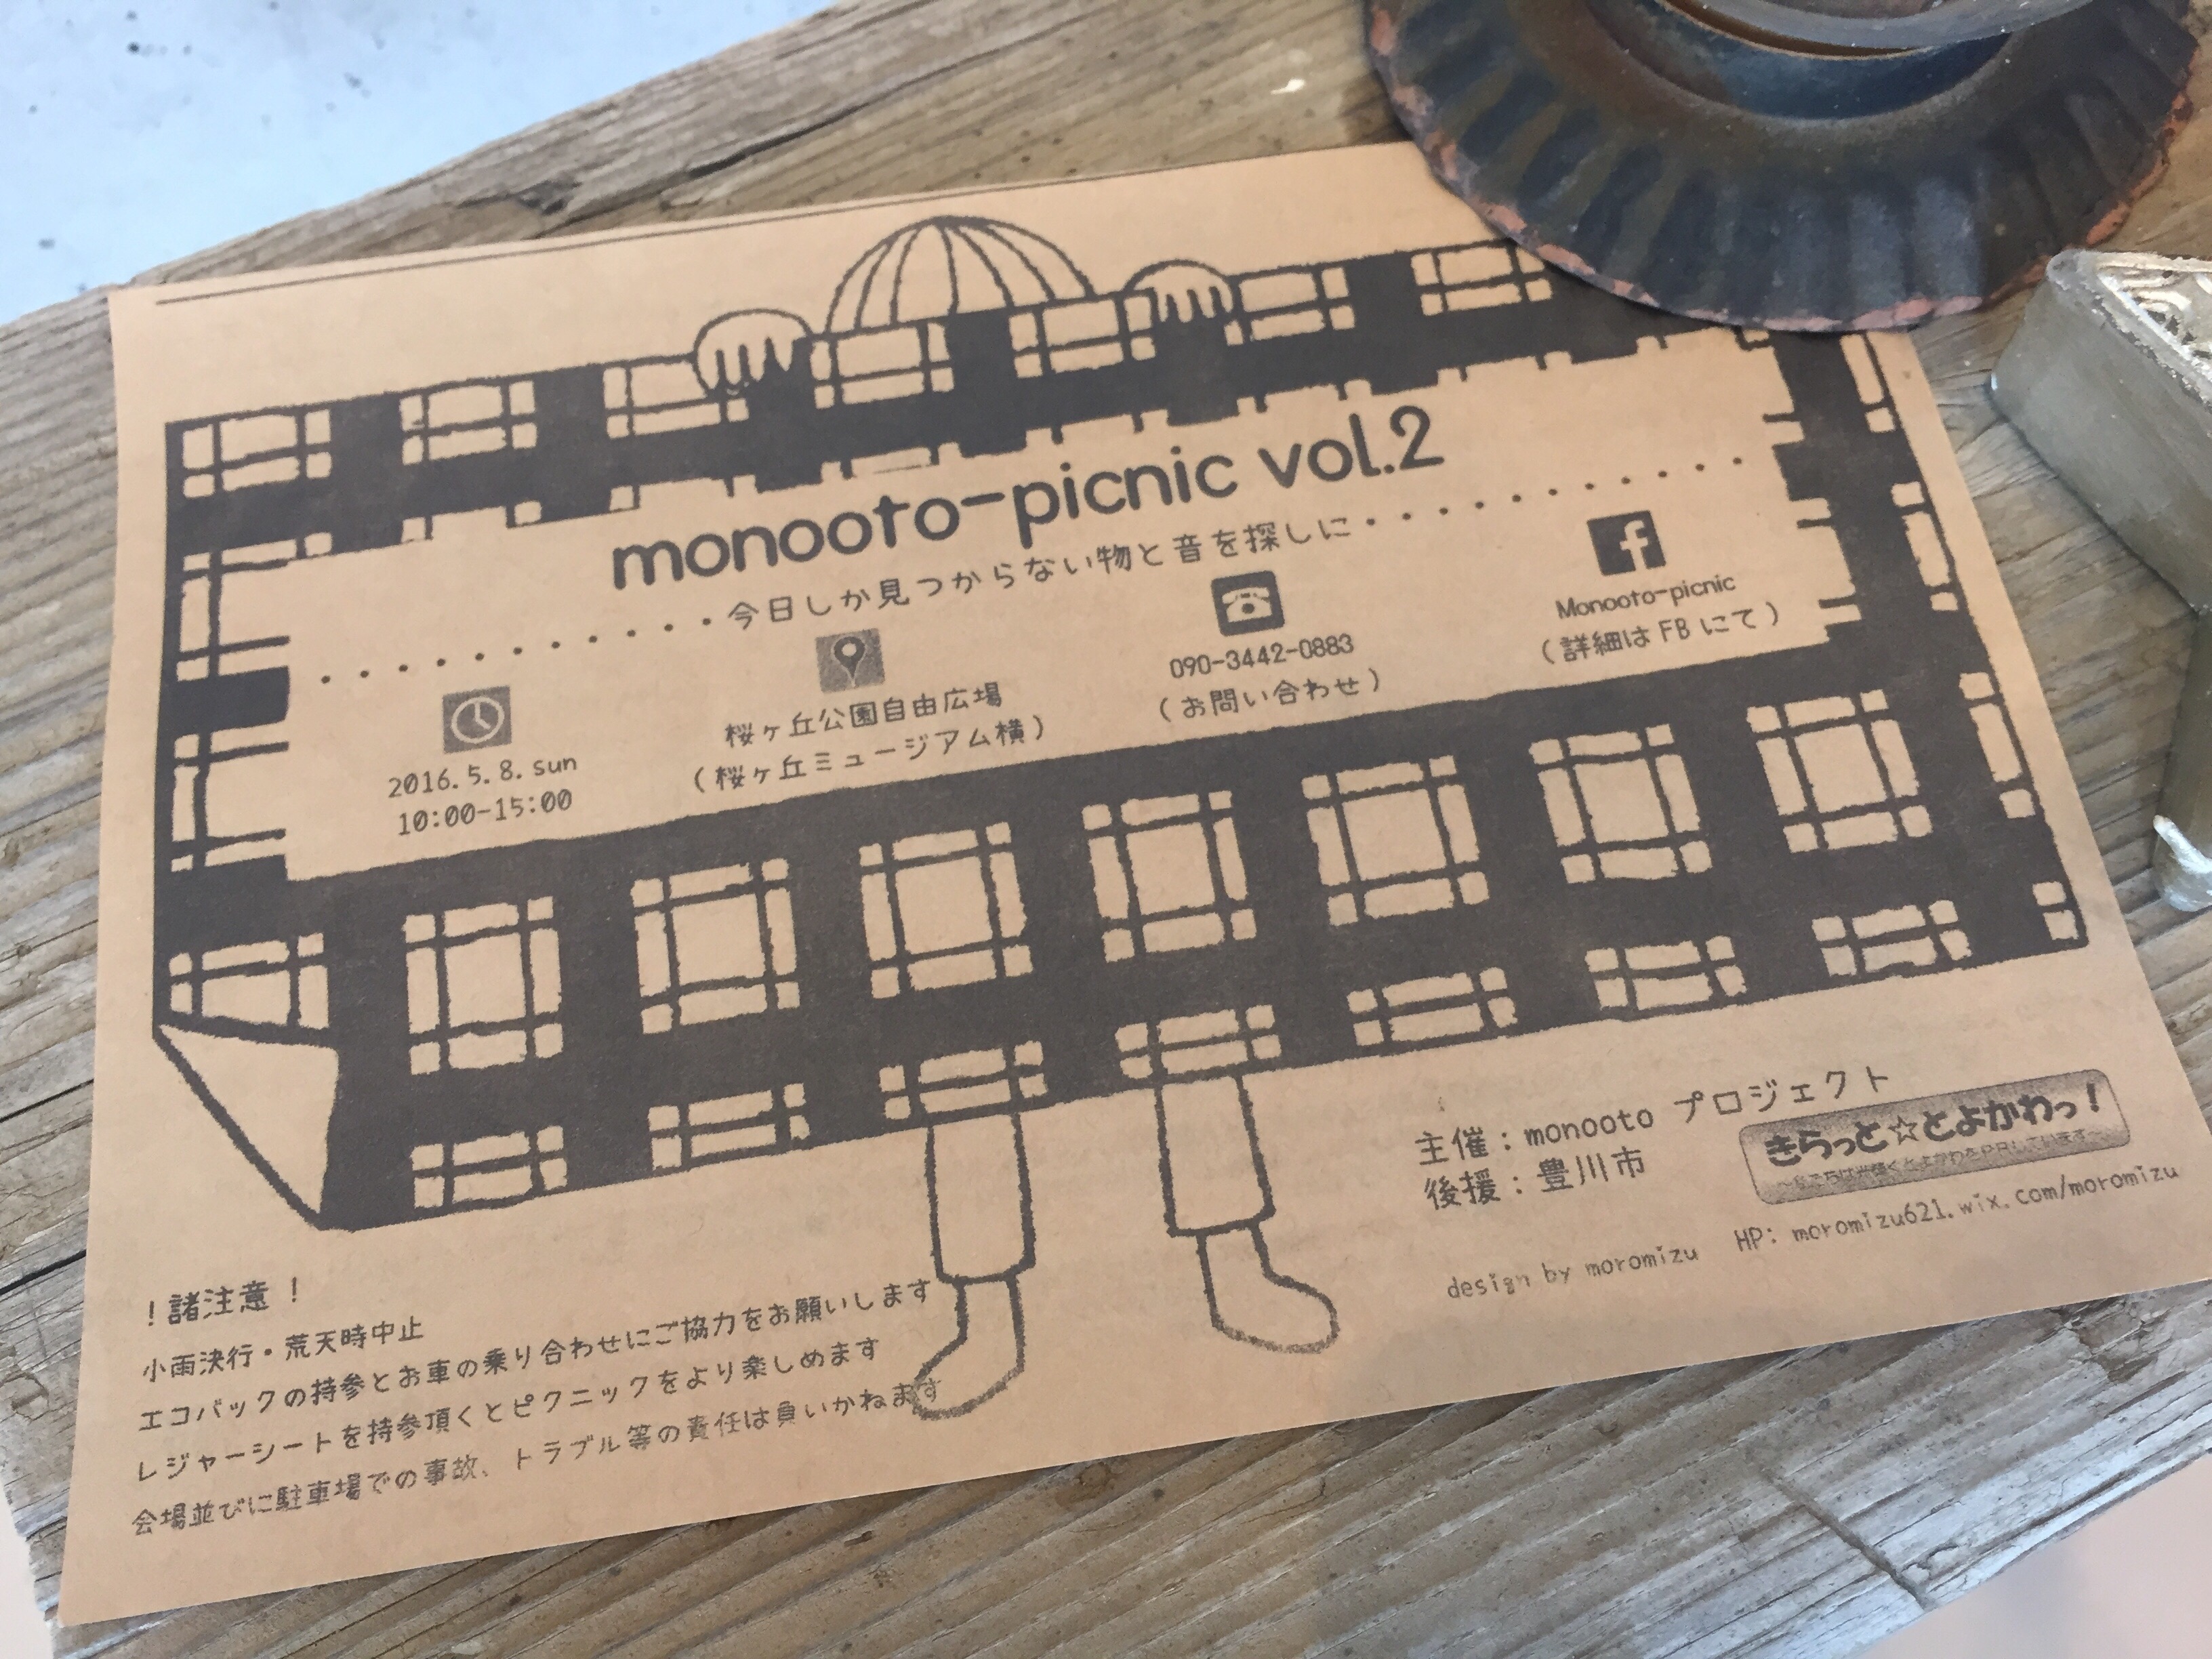 monooto-picnic vol.2
・・・・・・・・・・・今日しか見つからない物と音を探しに・・・・・・・・・・・
2016.5.8.sun
10:00-15:00
桜ヶ丘公園自由広場
(桜ヶ丘ミュージアム横)
090-3442-0883
(お問い合わせ)
f
Monooto-picnic
(詳細はFBにて)
主催：monooto プロジェクト
後援：豊川市
きらっと☆とよかわっ！
design by moromizu
HP: moromizu621.wix.com/moromizu
！諸注意！
小雨決行・荒天時中止
エコバックの持参とお車の乗り合わせにご協力をお願いします
レジャーシートを持参頂くとピクニックをより楽しめます
会場並びに駐車場での事故、トラブル等の責任は負いかねます